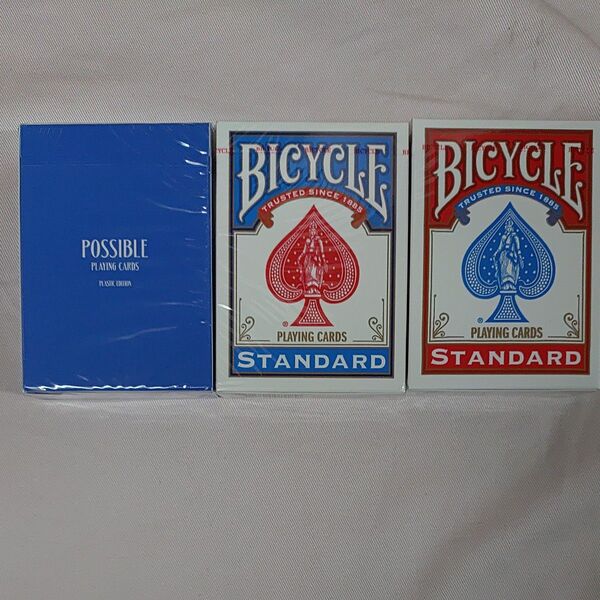 POSSIBLE
PLAYING CARDS
PLASTIC EDITION
BICYCLE
TRUSTED SINCE 1885
®
PLAYING CARDS
STANDARD
BICYCLE
TRUSTED SINCE 1885
®
PLAYING CARDS
STANDARD